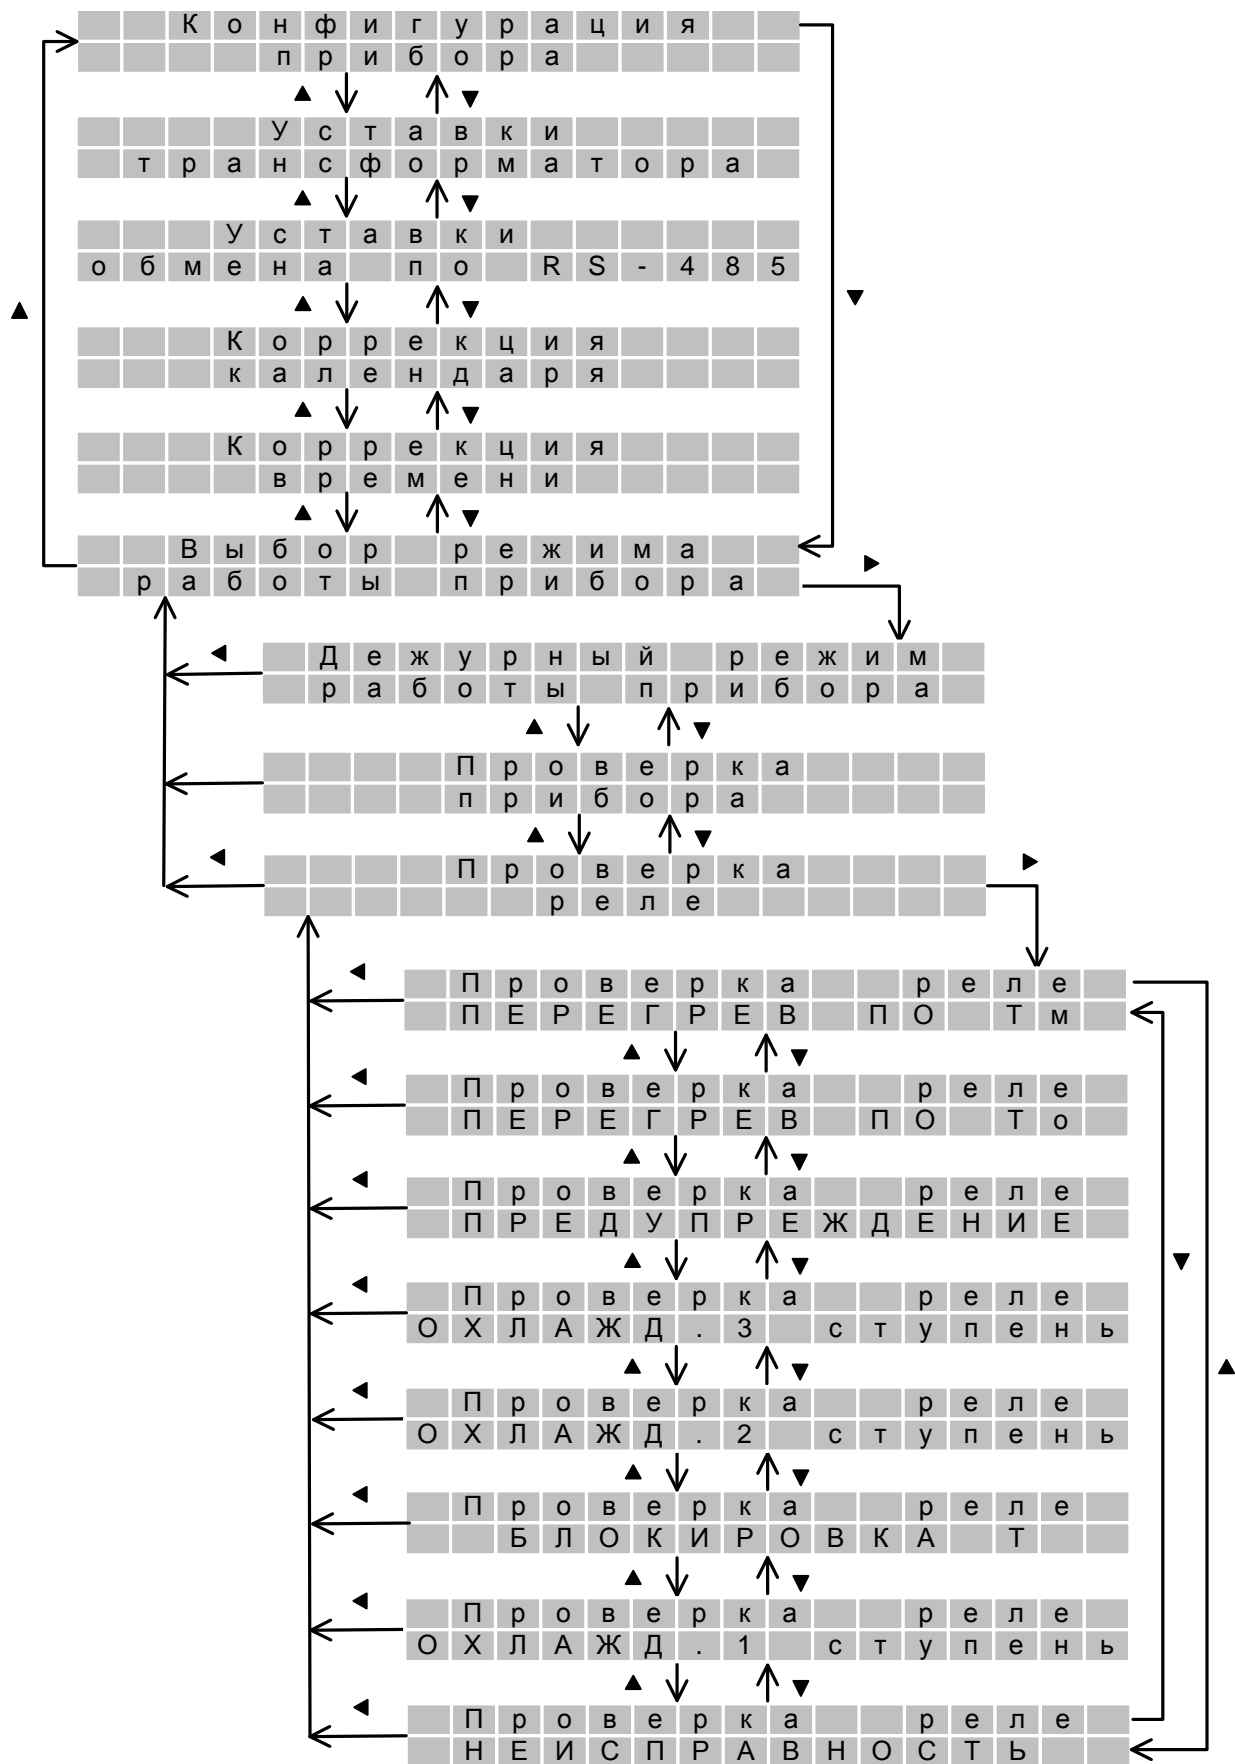 Конфигурация
прибора
Уставки
трансформатора
Уставки
обмена по RS-485
Коррекция
календаря
Коррекция
времени
Выбор режима
работы прибора
Дежурный режим
работы прибора
Проверка
прибора
Проверка
реле
Проверка реле
ПЕРЕГРЕВ ПО Тм
Проверка реле
ПЕРЕГРЕВ ПО То
Проверка реле
ПРЕДУПРЕЖДЕНИЕ
Проверка реле
ОХЛАЖД.3 ступень
Проверка реле
ОХЛАЖД.2 ступень
Проверка реле
БЛОКИРОВКА Т
Проверка реле
ОХЛАЖД.1 ступень
Проверка реле
НЕИСПРАВНОСТЬ